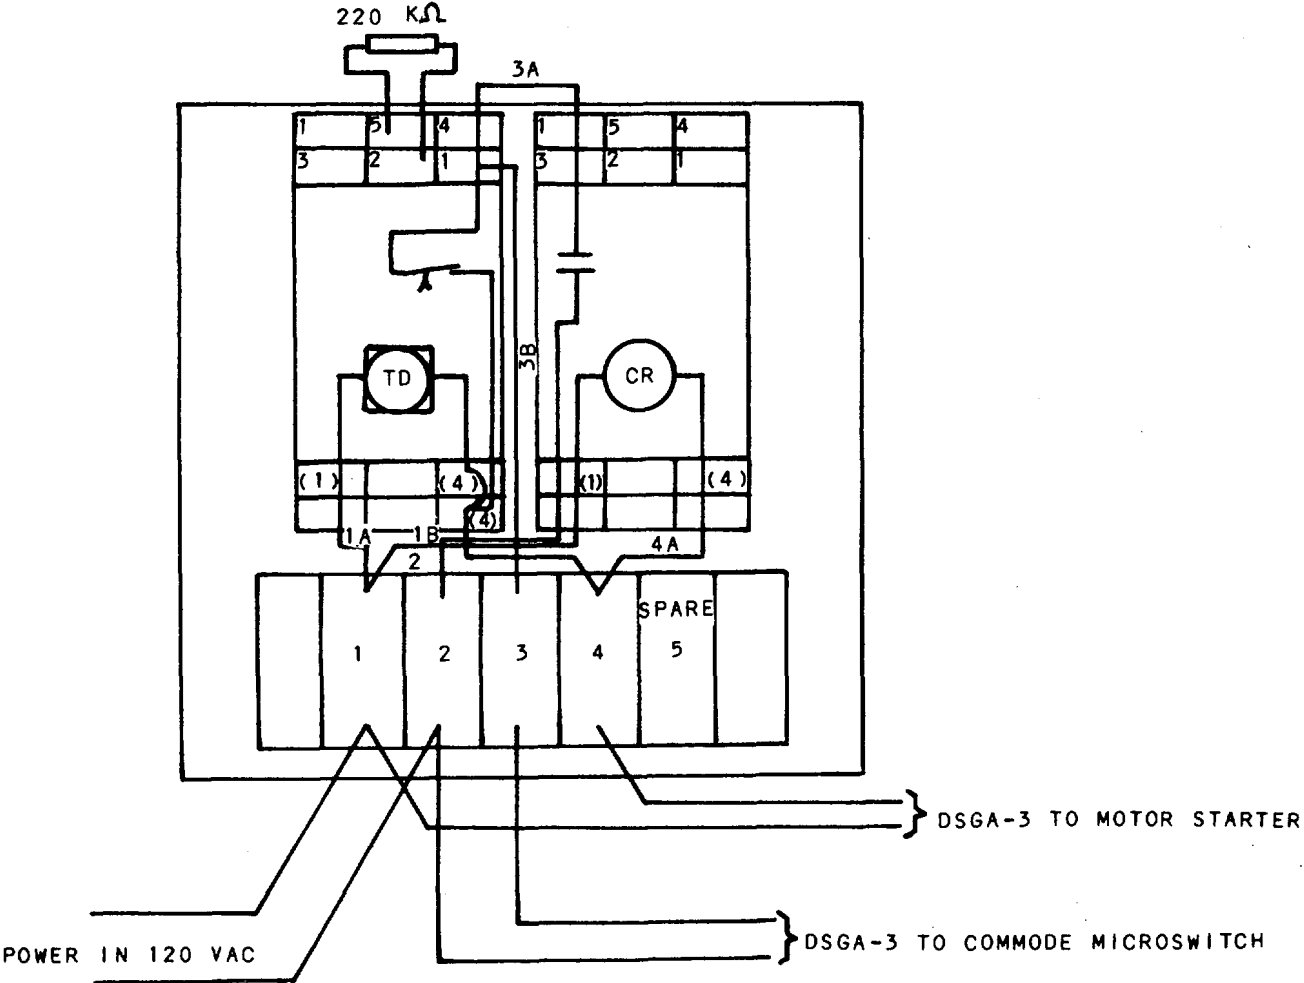 220 KΩ
3A
1 5 4 1 5 4
3 2 1 3 2 1
3B
TD CR
(1) (4) (1) (4)
(4)
1A 1B 4A
2
SPARE
1 2 3 4 5
DSGA-3 TO MOTOR STARTER
POWER IN 120 VAC
DSGA-3 TO COMMODE MICROSWITCH